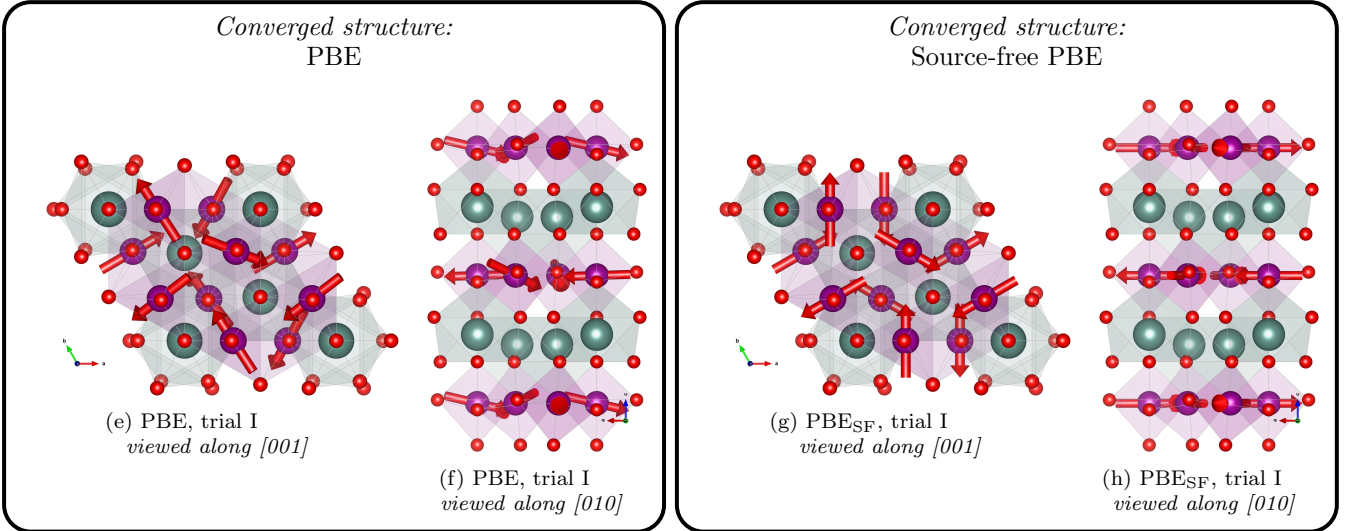 Converged structure:
PBE
b
a
(e) PBE, trial I
viewed along [001]
c
a
(f) PBE, trial I
viewed along [010]
Converged structure:
Source-free PBE
b
a
(g) PBE_SF, trial I
viewed along [001]
c
a
(h) PBE_SF, trial I
viewed along [010]